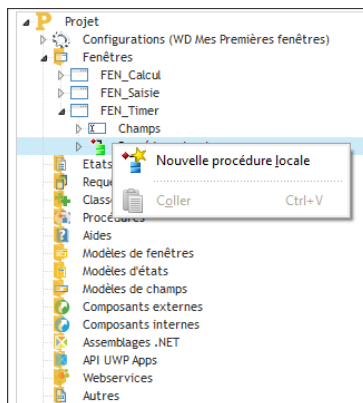 Projet
Configurations (WD Mes Premières fenêtres)
Fenêtres
FEN_Calcul
FEN_Saisie
FEN_Timer
Champs
Nouvelle procédure locale
Etats
Requ
Coller Ctrl+V
Classe
Procédures
Aides
Modèles de fenêtres
Modèles d'états
Modèles de champs
Composants externes
Composants internes
Assemblages .NET
API UWP Apps
Webservices
Autres